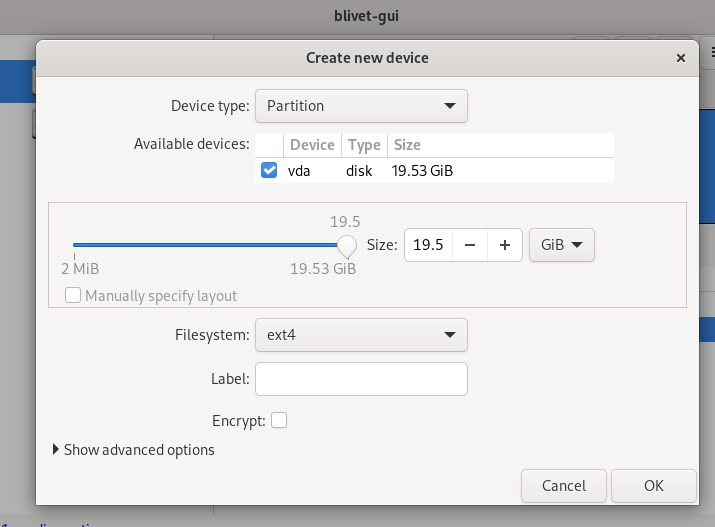 blivet-gui
Create new device
Device type: Partition
Available devices:
Device Type Size
vda disk 19.53 GiB
19.5
Size: 19.5 GiB
2 MiB 19.53 GiB
Manually specify layout
Filesystem: ext4
Label:
Encrypt:
Show advanced options
Cancel OK